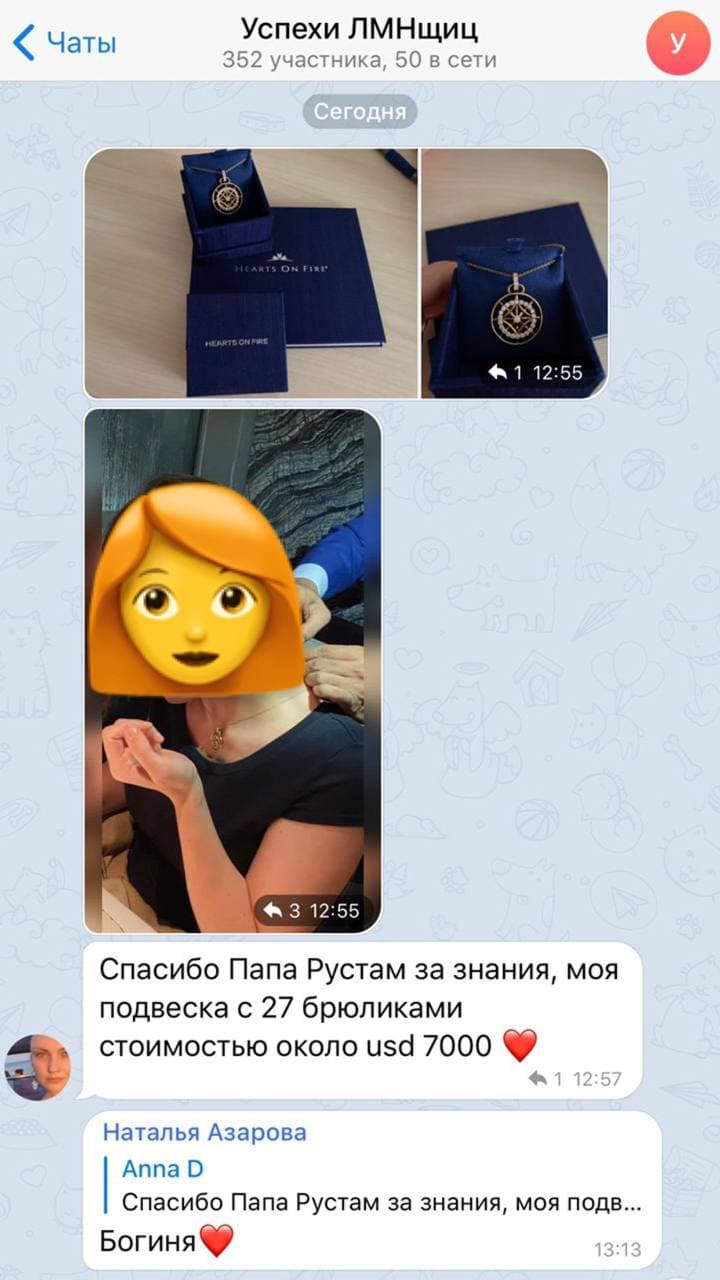 Чаты
Успехи ЛМНщиц
352 участника, 50 в сети
У
Сегодня
HEARTS ON FIRE
HEARTS ON FIRE
1 12:55
3 12:55
Спасибо Папа Рустам за знания, моя
подвеска с 27 брюликами
стоимостью около usd 7000 ❤️
1 12:57
Наталья Азарова
Anna D
Спасибо Папа Рустам за знания, моя подв...
Богиня❤️
13:13